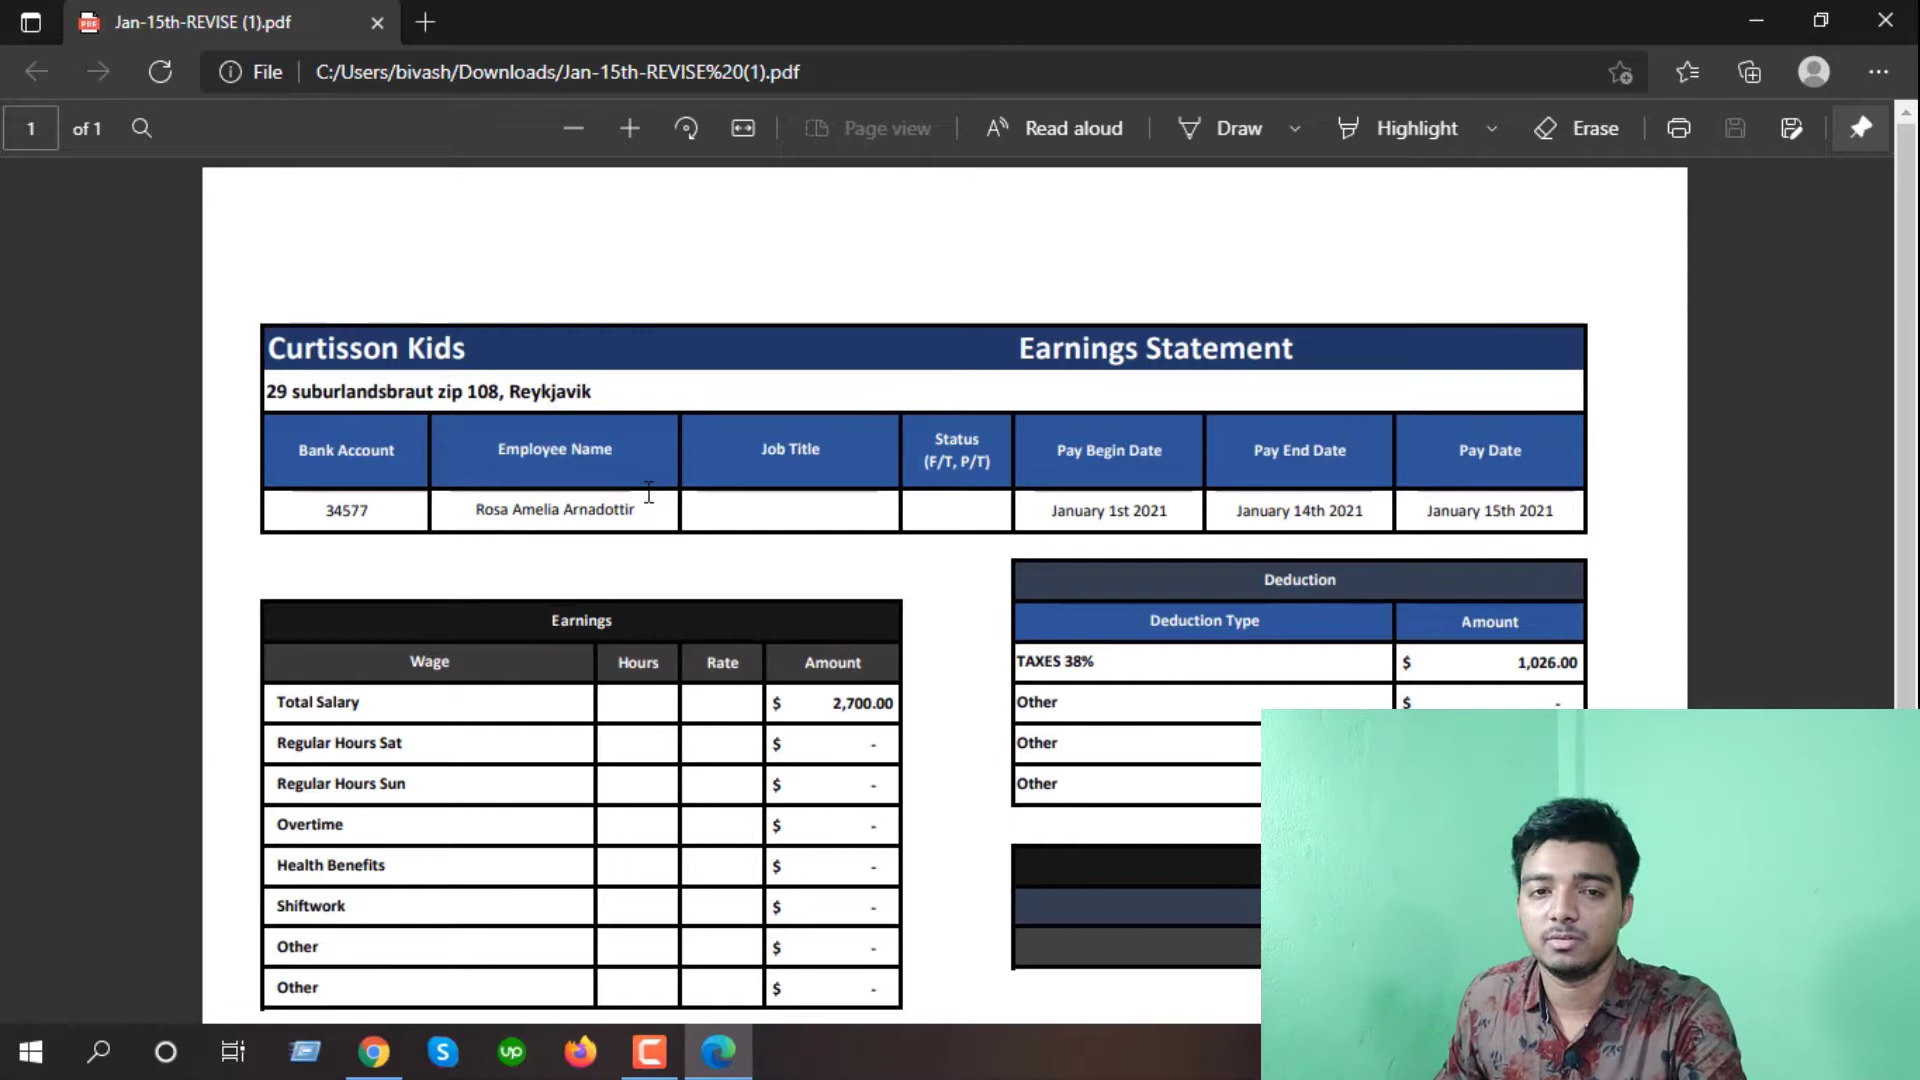 Jan-15th-REVISE (1).pdf
File
C:/Users/bivash/Downloads/Jan-15th-REVISE%20(1).pdf
1 of 1
Page view
Read aloud
Draw
Highlight
Erase
Curtisson Kids Earnings Statement
29 suburlandsbraut zip 108, Reykjavik
Bank Account Employee Name Job Title Status (F/T, P/T) Pay Begin Date Pay End Date Pay Date
34577 Rosa Amelia Arnadottir January 1st 2021 January 14th 2021 January 15th 2021
Deduction
Deduction Type Amount
TAXES 38% $ 1,026.00
Other $ -
Other
Other
Earnings
Wage Hours Rate Amount
Total Salary $ 2,700.00
Regular Hours Sat $ -
Regular Hours Sun $ -
Overtime $ -
Health Benefits $ -
Shiftwork $ -
Other $ -
Other $ -
PDF
S
up
C